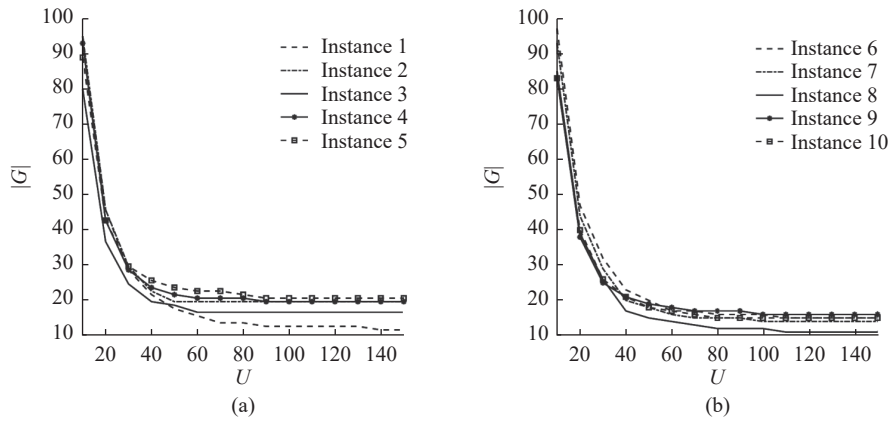 100
90
80
70
60
50
40
30
20
10
|G|
20 40 60 80 100 120 140
U
Instance 1
Instance 2
Instance 3
Instance 4
Instance 5
(a)
100
90
80
70
60
50
40
30
20
10
|G|
20 40 60 80 100 120 140
U
Instance 6
Instance 7
Instance 8
Instance 9
Instance 10
(b)